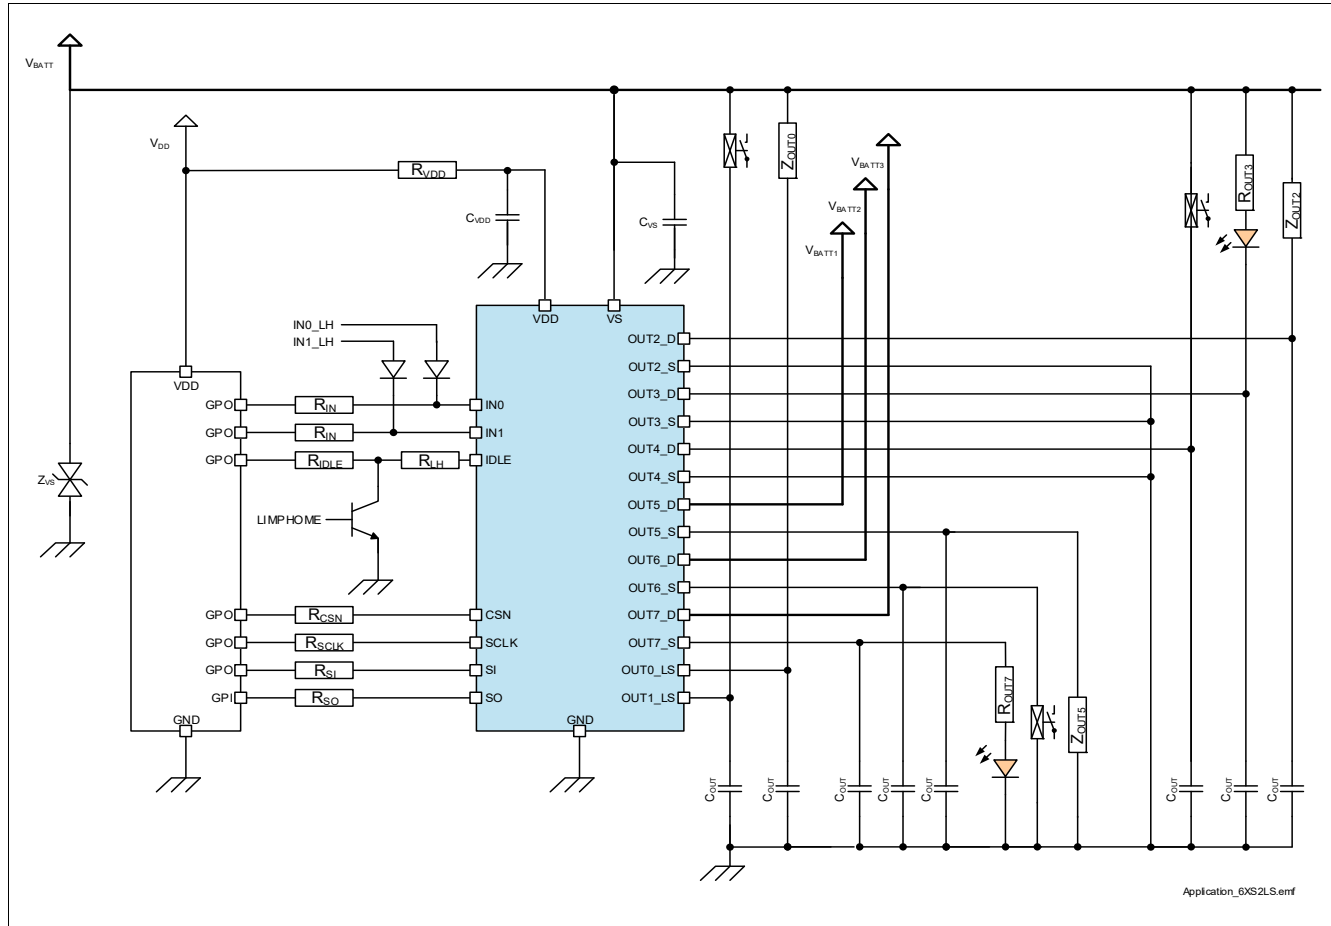 VBATT
VDD
RVDD
CVDD
CVS
ZOUT0
VBATT3
VBATT2
VBATT1
ROUT3
ZOUT2
VDD
VS
IN0_LH
IN1_LH
VDD
GPO
RIN
IN0
GPO
RIN
IN1
GPO
RIDLE
RLH
IDLE
ZVS
LIMPHOME
GPO
RCSN
CSN
GPO
RSCLK
SCLK
GPO
RSI
SI
GPI
RSO
SO
GND
GND
OUT2_D
OUT2_S
OUT3_D
OUT3_S
OUT4_D
OUT4_S
OUT5_D
OUT5_S
OUT6_D
OUT6_S
OUT7_D
OUT7_S
OUT0_LS
OUT1_LS
ROUT7
ZOUT5
COUT
COUT
COUT
COUT
COUT
COUT
COUT
COUT
Application_6XS2LS.emf